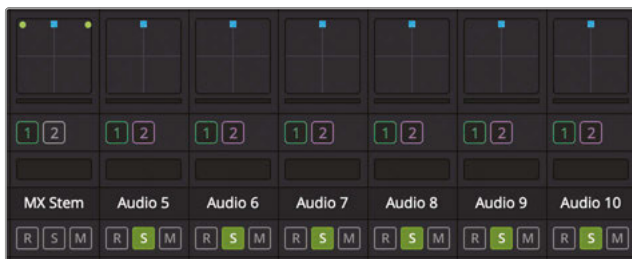 1 2 1 2 1 2 1 2 1 2 1 2 1 2
MX Stem Audio 5 Audio 6 Audio 7 Audio 8 Audio 9 Audio 10
R S M R S M R S M R S M R S M R S M R S M